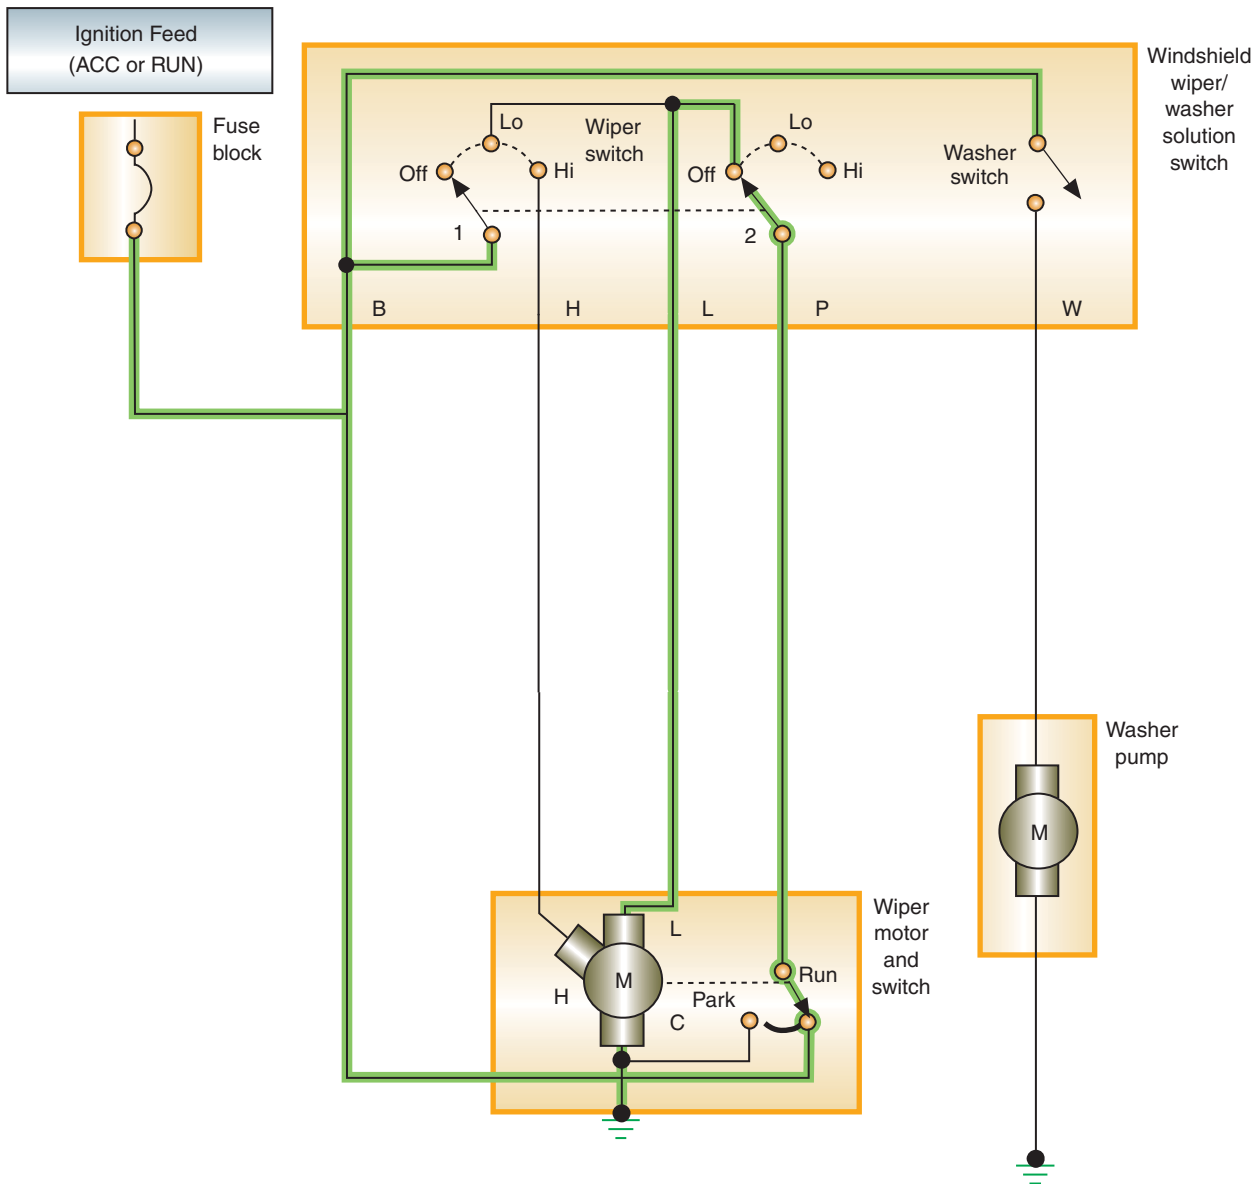 Ignition Feed
(ACC or RUN)
Fuse
block
Windshield
wiper/
washer
solution
switch
Lo
Wiper
switch
Lo
Off
Hi
Off
Hi
Washer
switch
1
2
B
H
L
P
W
Washer
pump
M
Wiper
motor
and
switch
L
M
Run
H
Park
C